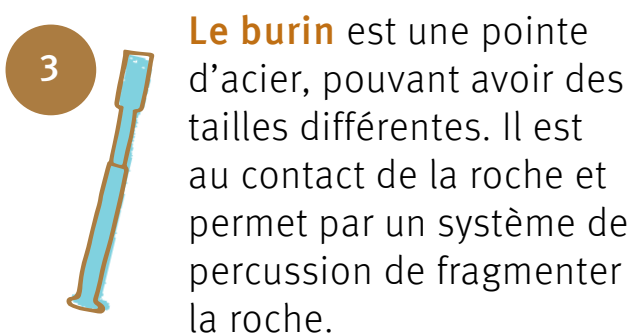 3
Le burin est une pointe
d’acier, pouvant avoir des
tailles différentes. Il est
au contact de la roche et
permet par un système de
percussion de fragmenter
la roche.